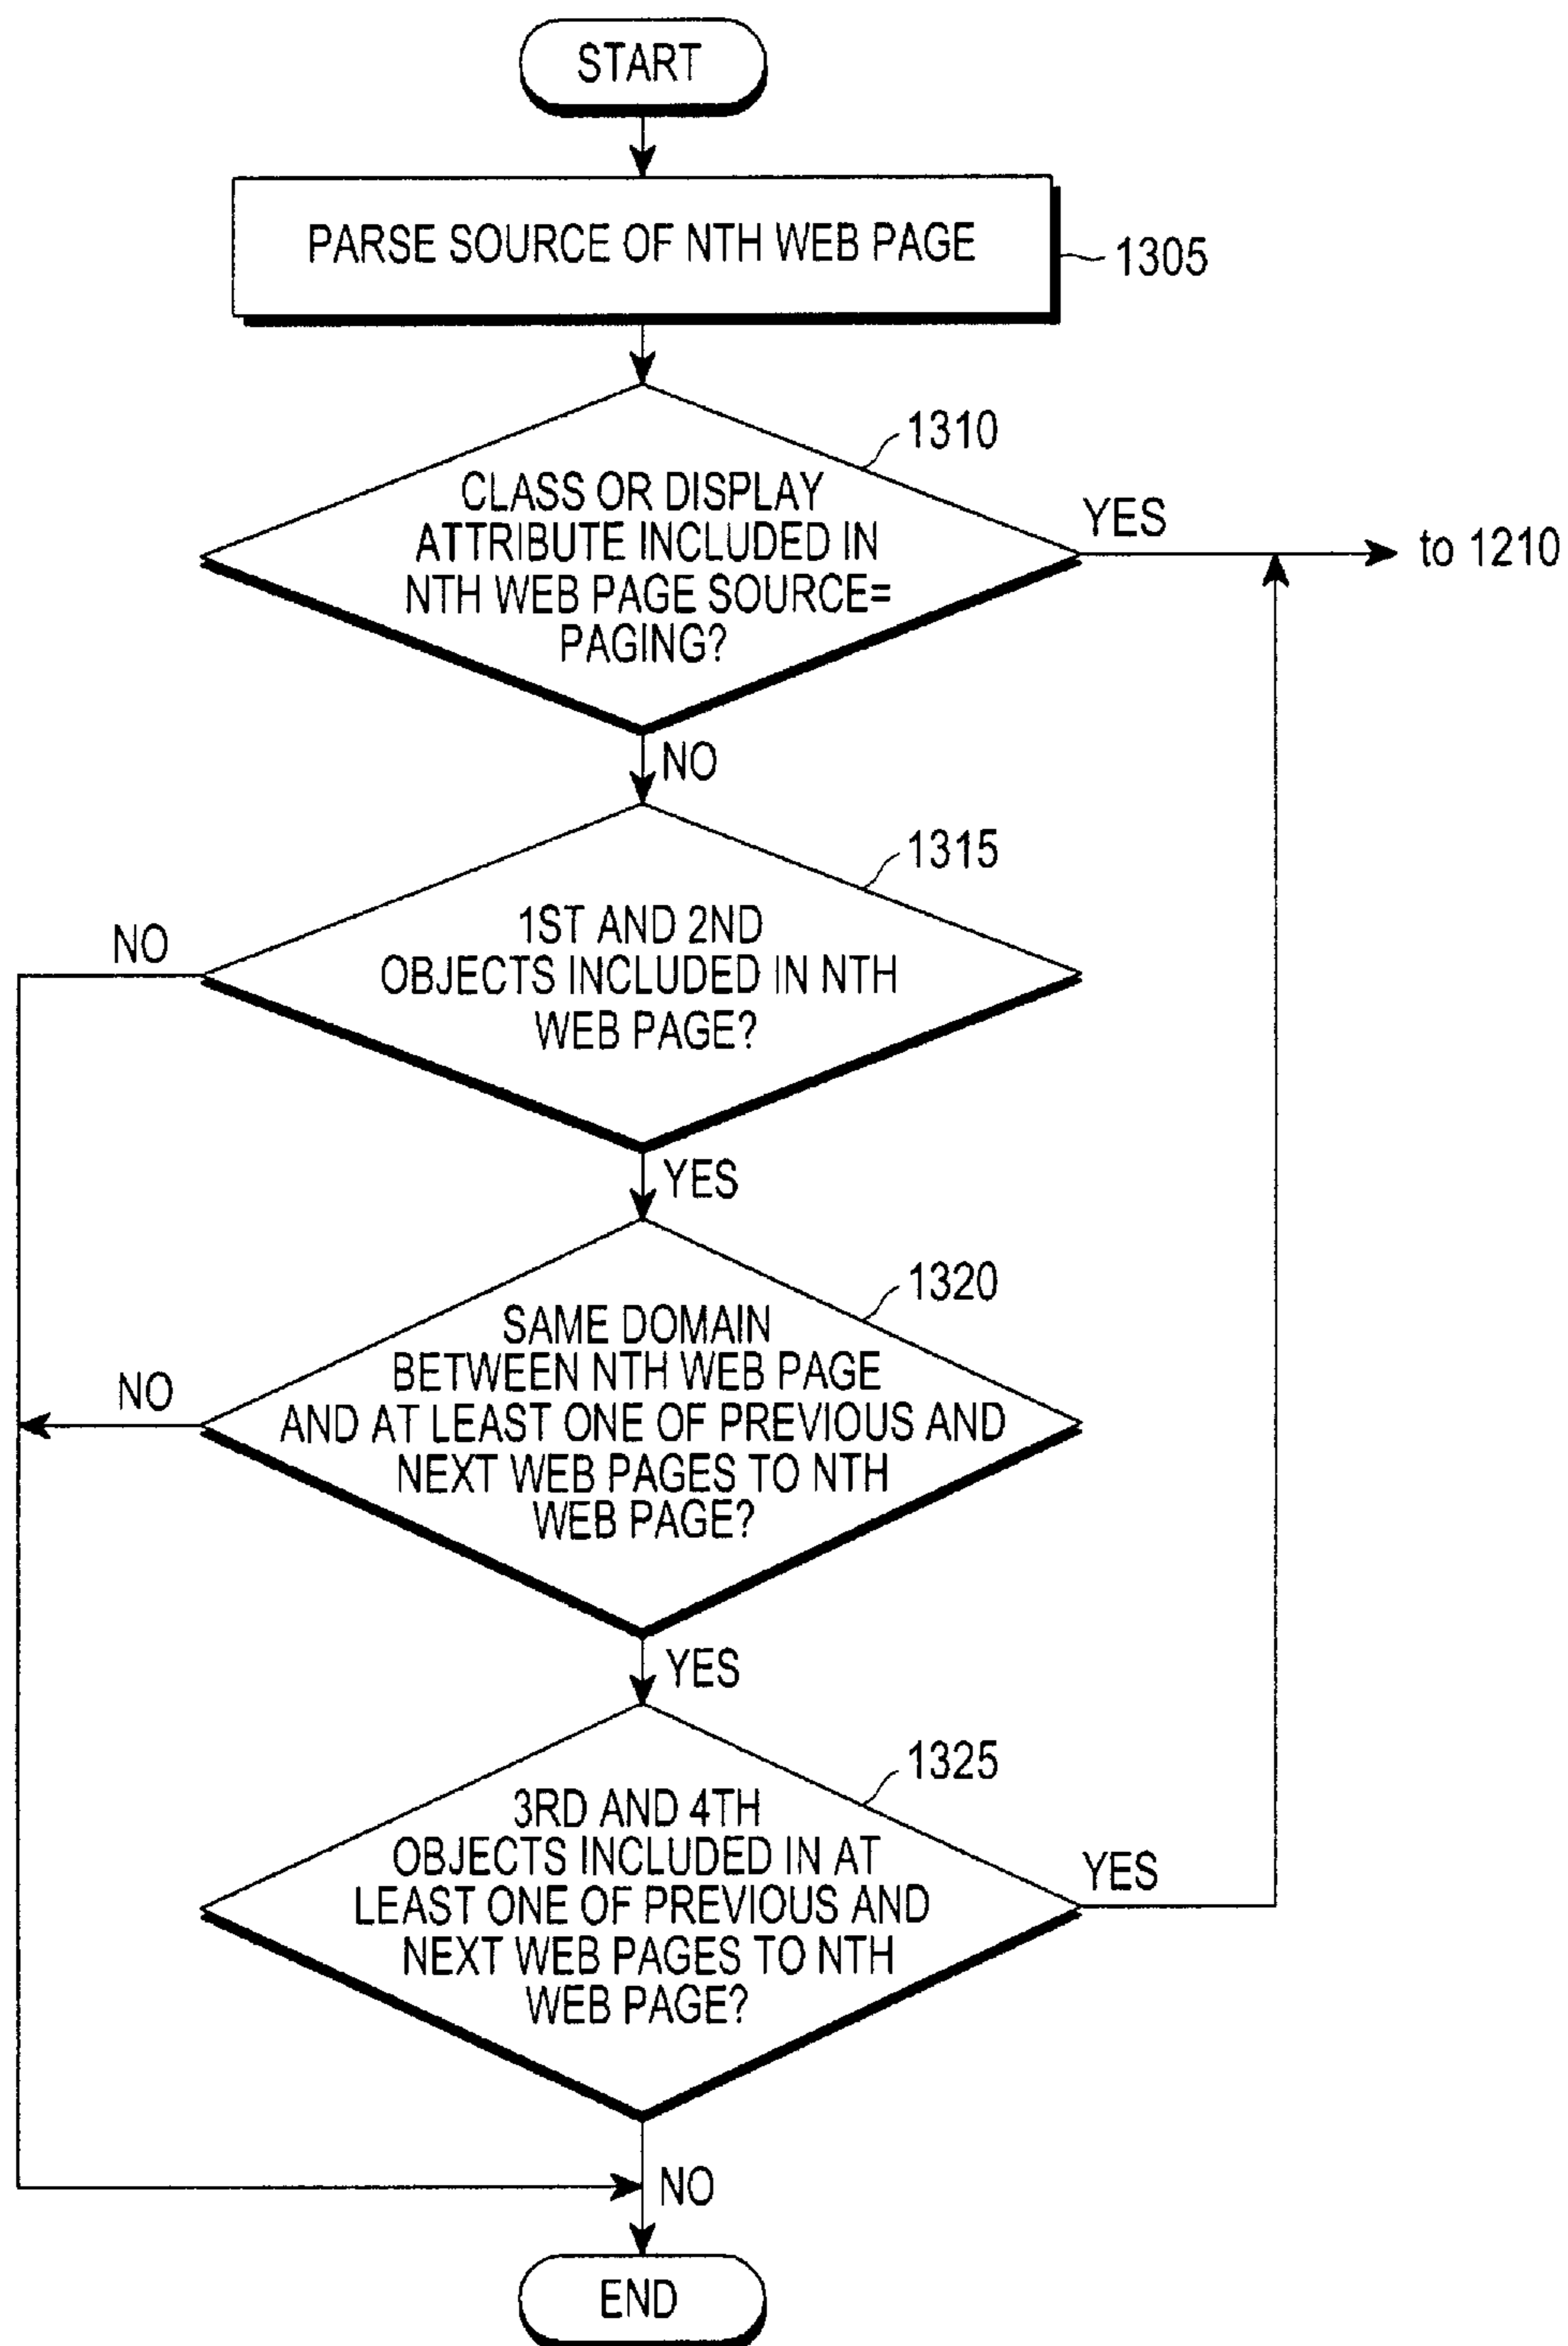 START
PARSE SOURCE OF NTH WEB PAGE
1305
1310
CLASS OR DISPLAY
ATTRIBUTE INCLUDED IN
NTH WEB PAGE SOURCE=
PAGING?
YES
to 1210
NO
1315
1ST AND 2ND
OBJECTS INCLUDED IN NTH
WEB PAGE?
NO
YES
1320
SAME DOMAIN
BETWEEN NTH WEB PAGE
AND AT LEAST ONE OF PREVIOUS AND
NEXT WEB PAGES TO NTH
WEB PAGE?
NO
YES
1325
3RD AND 4TH
OBJECTS INCLUDED IN AT
LEAST ONE OF PREVIOUS AND
NEXT WEB PAGES TO NTH
WEB PAGE?
YES
NO
END